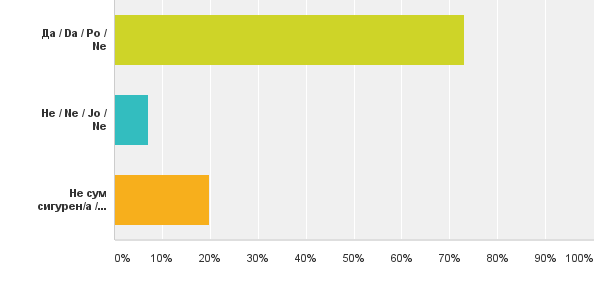 Да / Da / Po /
Ne
Не / Ne / Jo /
Ne
Не сум
сигурен/а /...
0% 10% 20% 30% 40% 50% 60% 70% 80% 90% 100%